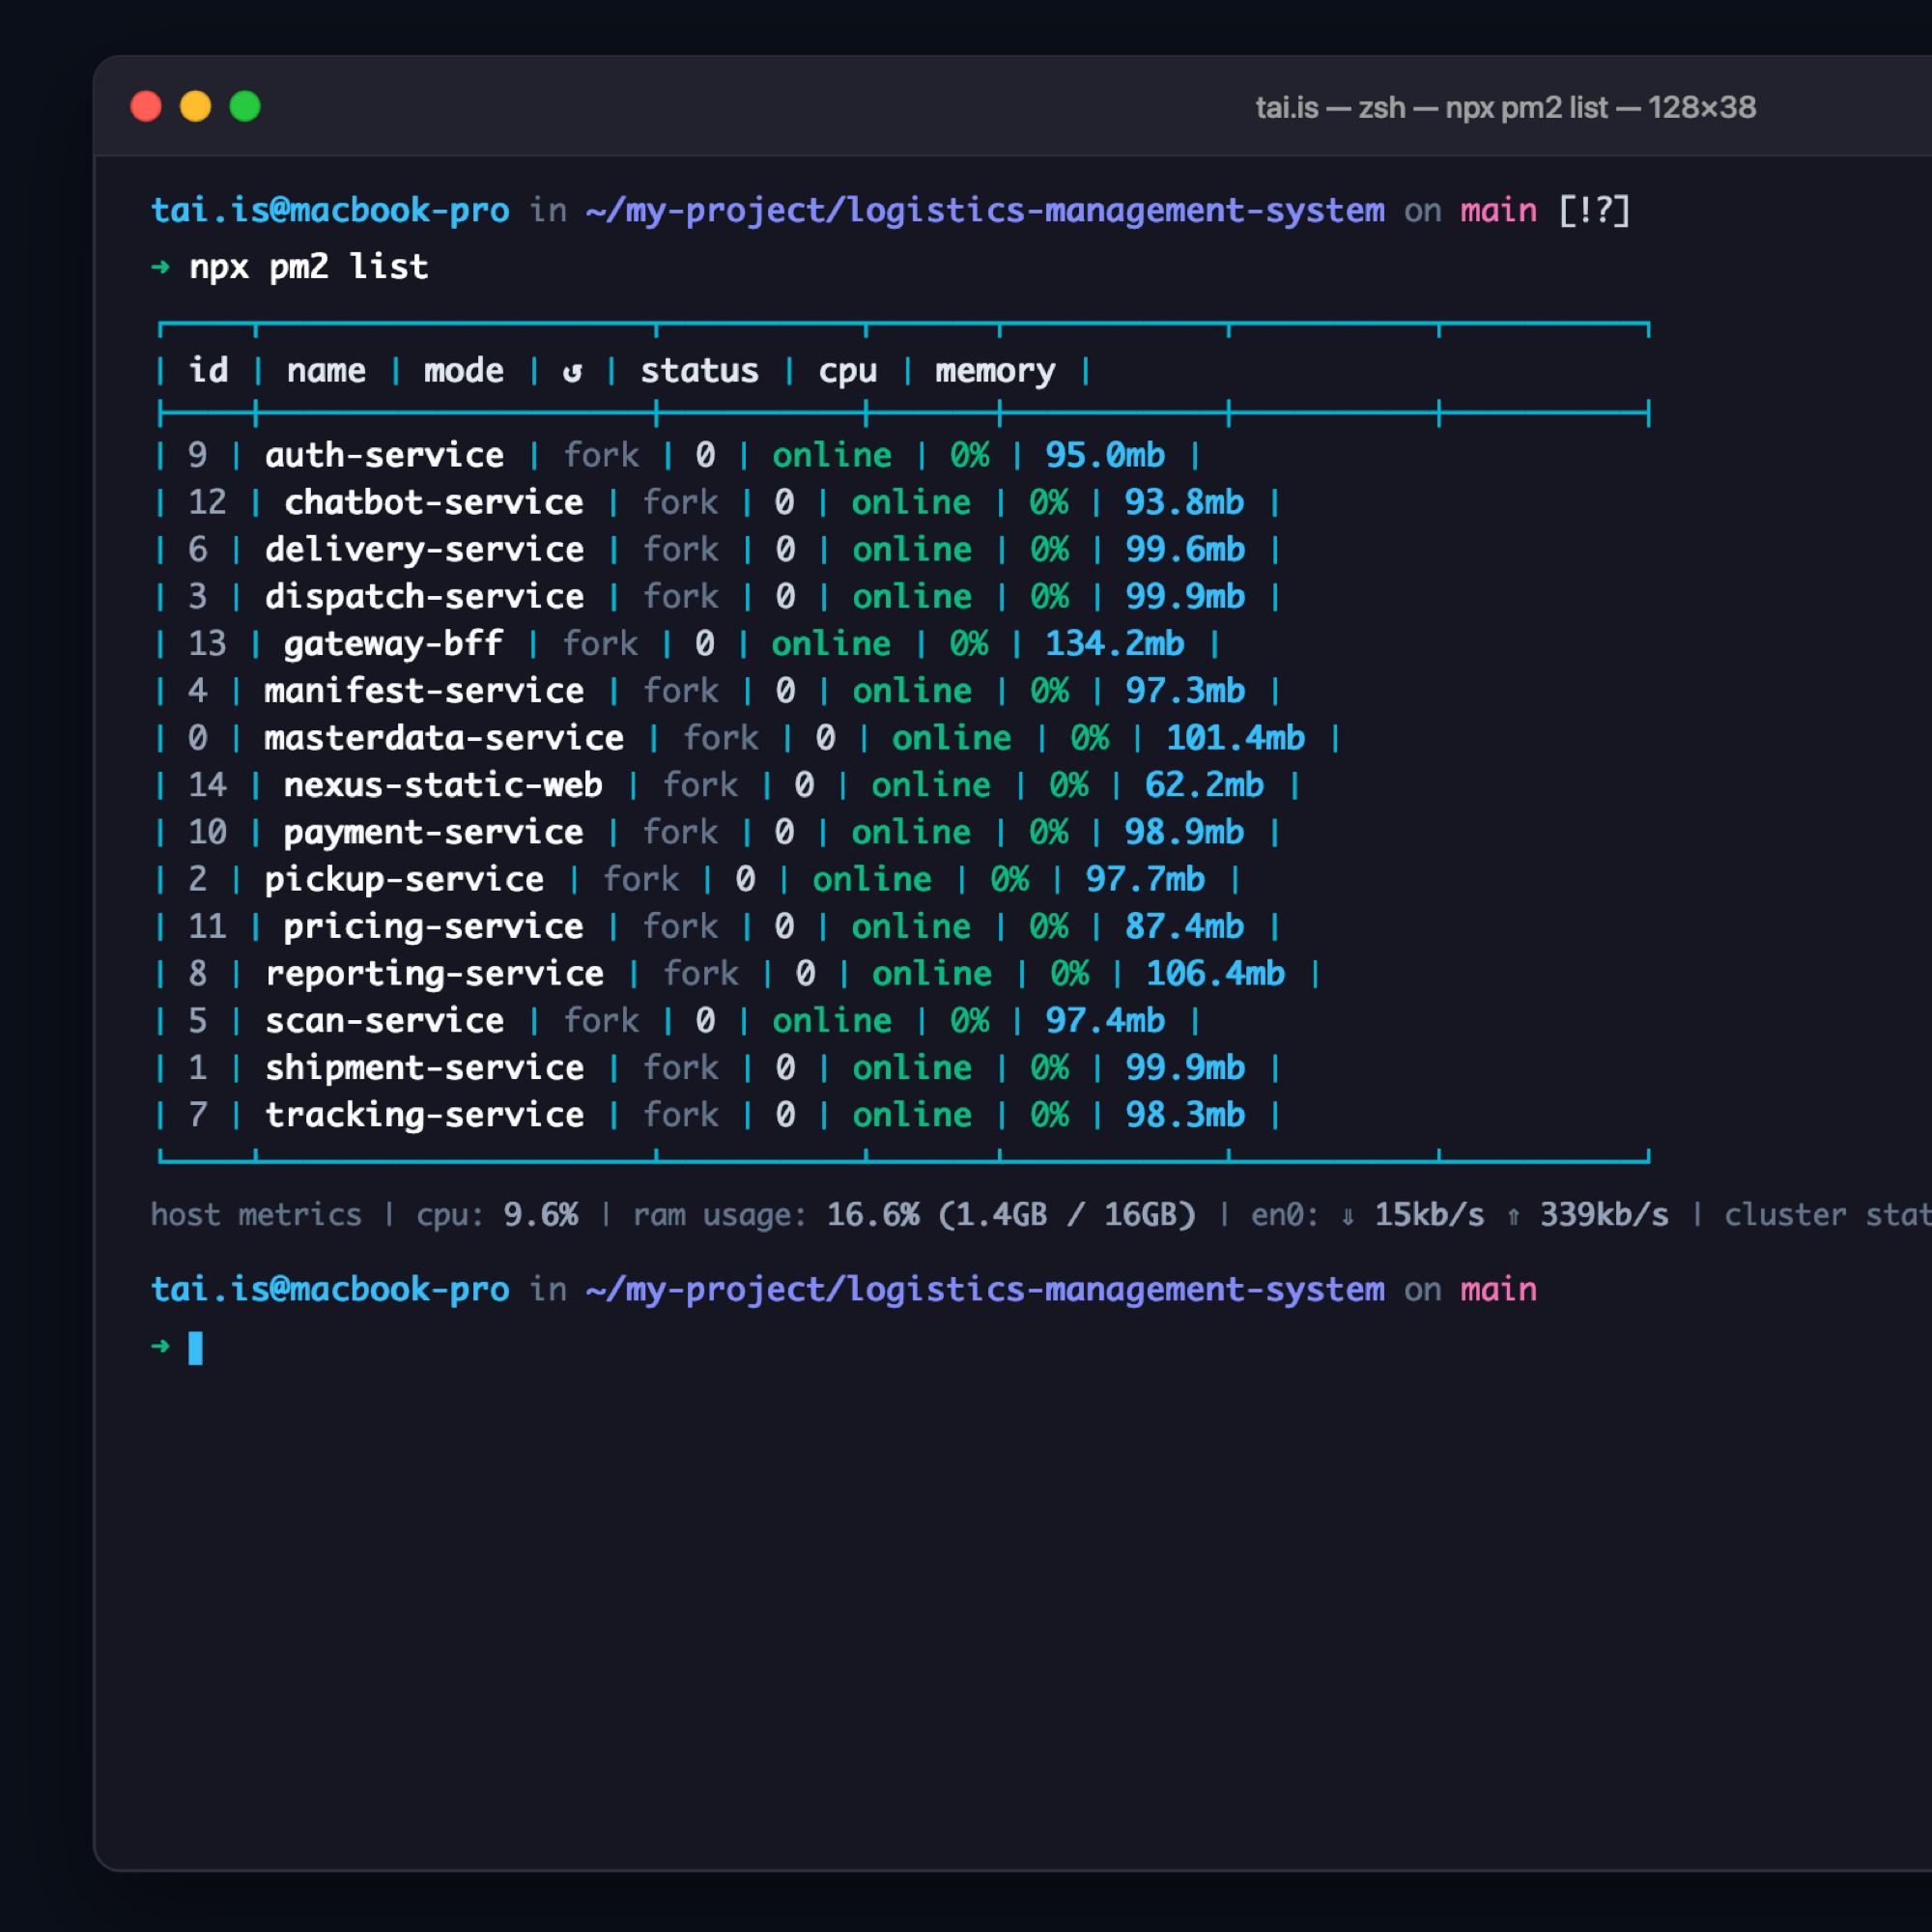 tai.is — zsh — npx pm2 list — 128×38
tai.is@macbook-pro in ~/my-project/logistics-management-system on main [!?]
➜ npx pm2 list
| id | name | mode | ↺ | status | cpu | memory |
| 9 | auth-service | fork | 0 | online | 0% | 95.0mb |
| 12 | chatbot-service | fork | 0 | online | 0% | 93.8mb |
| 6 | delivery-service | fork | 0 | online | 0% | 99.6mb |
| 3 | dispatch-service | fork | 0 | online | 0% | 99.9mb |
| 13 | gateway-bff | fork | 0 | online | 0% | 134.2mb |
| 4 | manifest-service | fork | 0 | online | 0% | 97.3mb |
| 0 | masterdata-service | fork | 0 | online | 0% | 101.4mb |
| 14 | nexus-static-web | fork | 0 | online | 0% | 62.2mb |
| 10 | payment-service | fork | 0 | online | 0% | 98.9mb |
| 2 | pickup-service | fork | 0 | online | 0% | 97.7mb |
| 11 | pricing-service | fork | 0 | online | 0% | 87.4mb |
| 8 | reporting-service | fork | 0 | online | 0% | 106.4mb |
| 5 | scan-service | fork | 0 | online | 0% | 97.4mb |
| 1 | shipment-service | fork | 0 | online | 0% | 99.9mb |
| 7 | tracking-service | fork | 0 | online | 0% | 98.3mb |
host metrics | cpu: 9.6% | ram usage: 16.6% (1.4GB / 16GB) | en0: ⇓ 15kb/s ⇑ 339kb/s | cluster
tai.is@macbook-pro in ~/my-project/logistics-management-system on main
➜